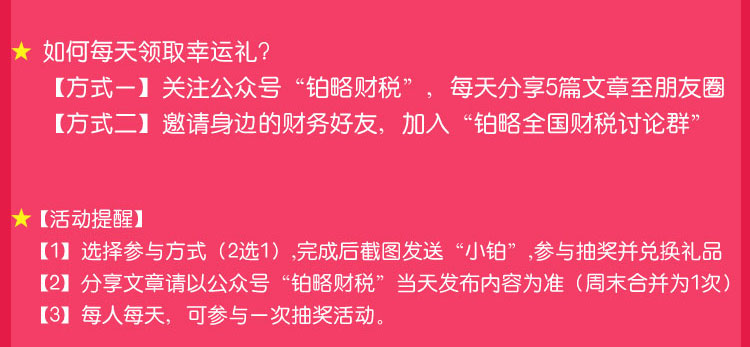 ★ 如何每天领取幸运礼？
【方式一】关注公众号“铂略财税”，每天分享5篇文章至朋友圈
【方式二】邀请身边的财务好友，加入“铂略全国财税讨论群”
★【活动提醒】
【1】选择参与方式（2选1）,完成后截图发送“小铂”,参与抽奖并兑换礼品
【2】分享文章请以公众号“铂略财税”当天发布内容为准（周末合并为1次）
【3】每人每天，可参与一次抽奖活动。